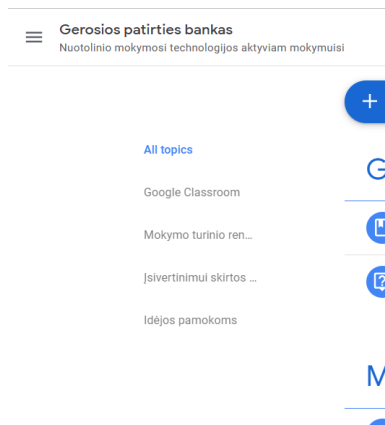 Gerosios patirties bankas
Nuotolinio mokymosi technologijos aktyviam mokymuisi
+
All topics
G
Google Classroom
Mokymo turinio ren...
Įsivertinimui skirtos ...
Idėjos pamokoms
M